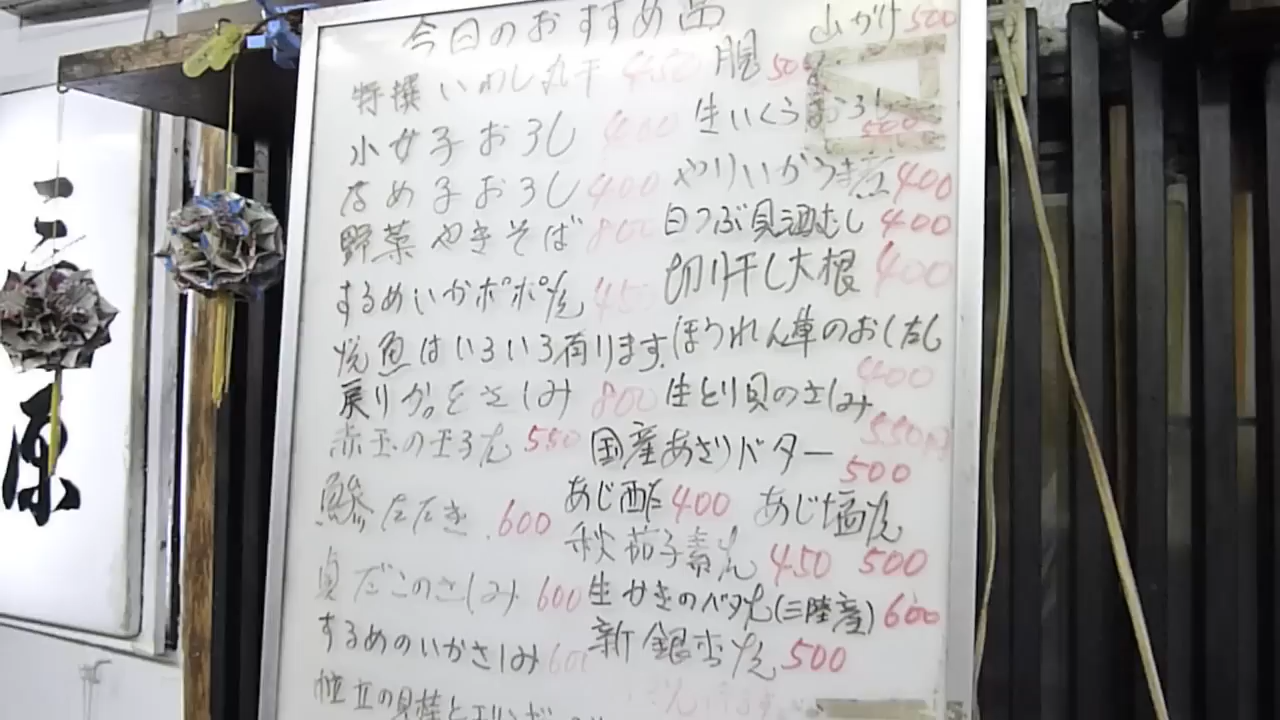 今日のおすすめ品
特撰いわし丸干 450
小女子おろし 400
なめ子おろし 400
野菜やきそば 800
するめいかポポ焼 450
焼魚はいろいろ有ります.
戻りかつをさしみ 800
赤玉の玉子焼 550
鯵たたき 600
真だこのさしみ 600
するめのいかさしみ 600
山かけ 500
生いくらおろし 500
やりいかうま煮 400
白つぶ貝酒むし 400
切り干し大根 400
ほうれん草のおしたし 400
生とり貝のさしみ 550円
国産あさりバター 500
あじ酢 400 あじ塩焼 500
秋茄子素焼 450
生かきのバタ焼(三陸産) 600
新銀杏焼 500
三原